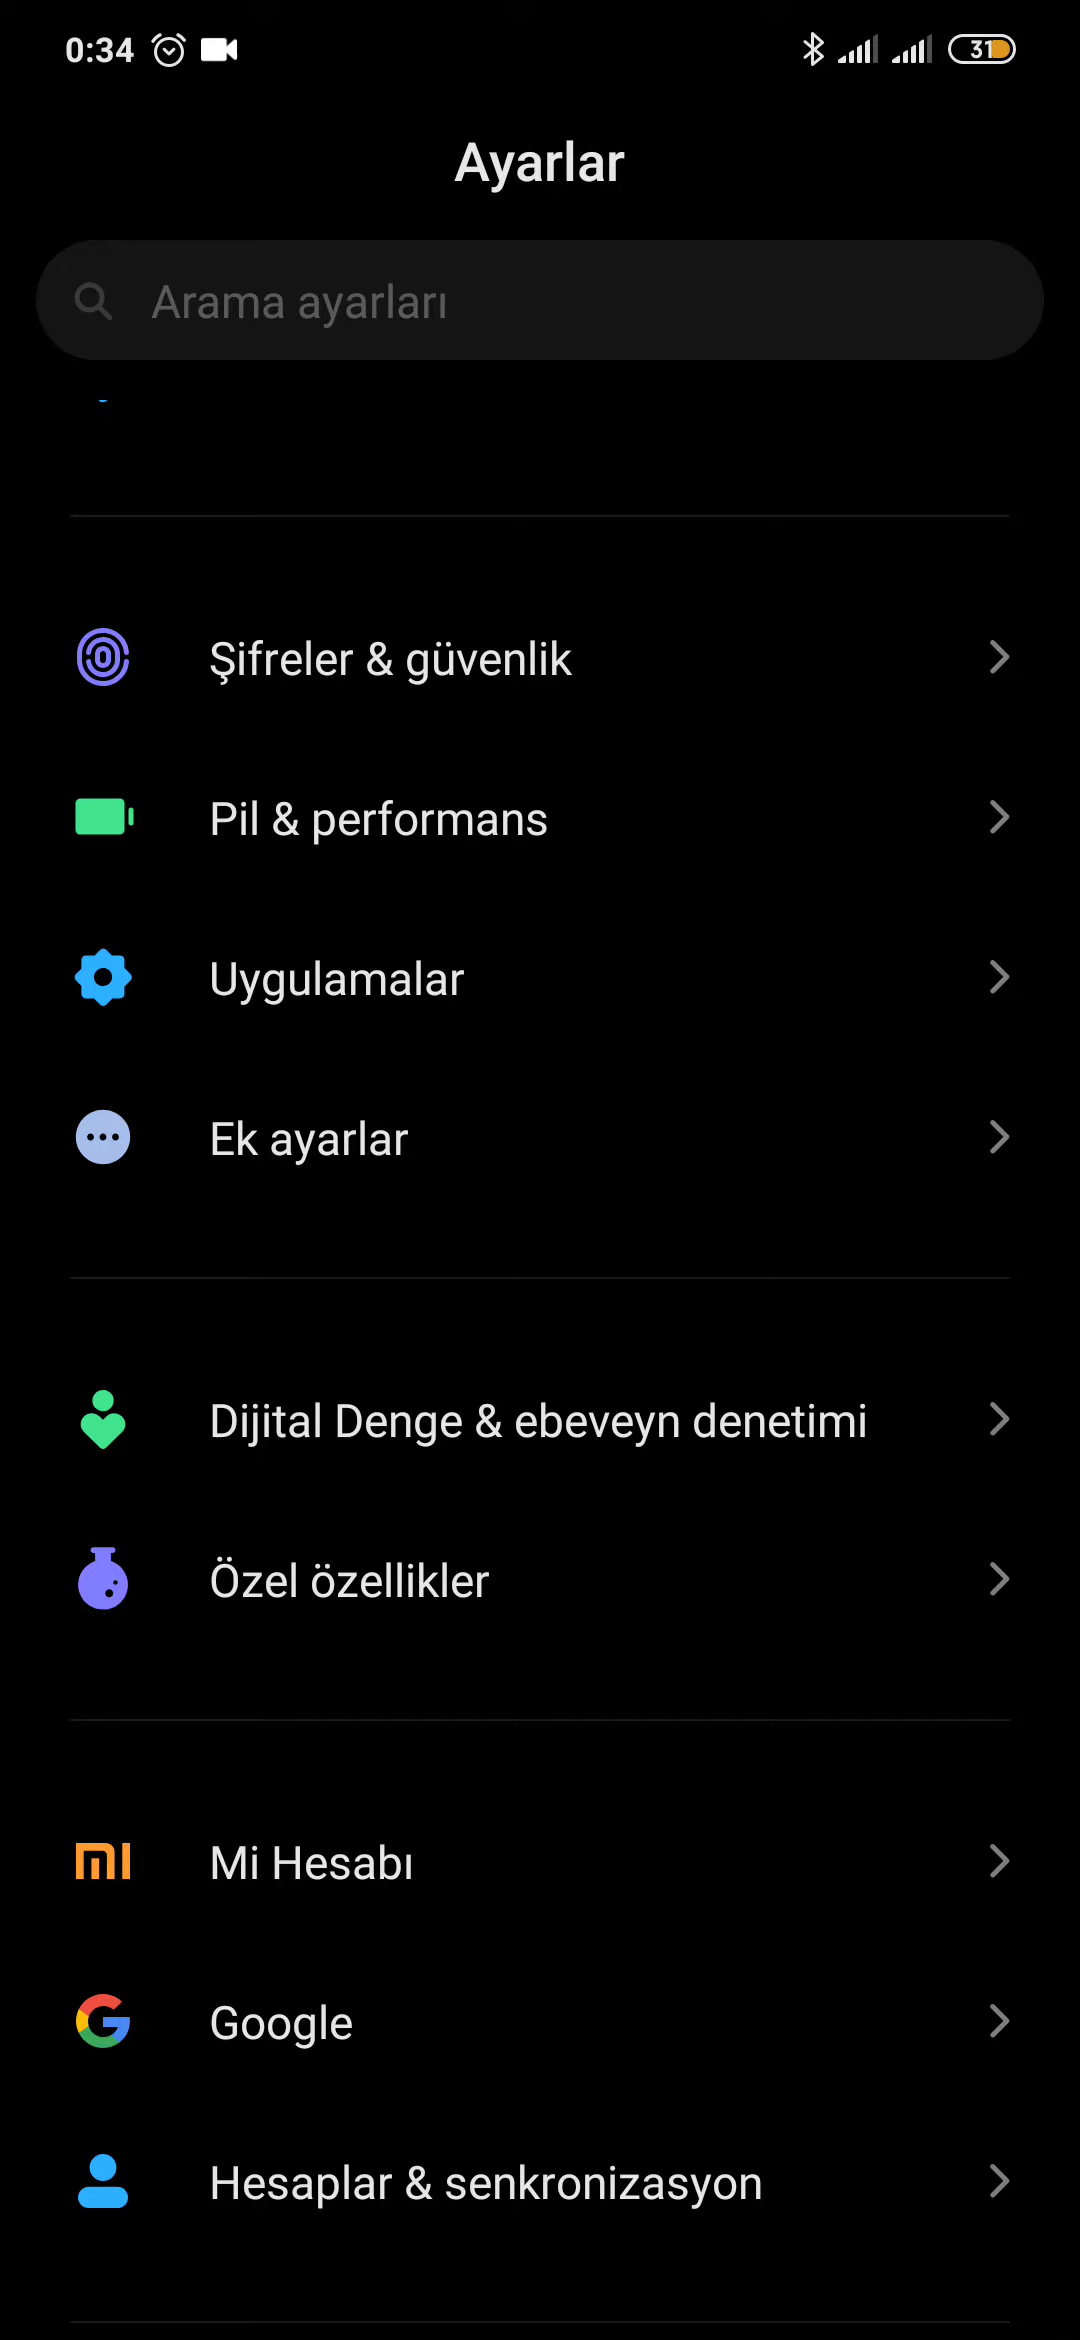 0:34
31
Ayarlar
Arama ayarları
Şifreler & güvenlik
Pil & performans
Uygulamalar
Ek ayarlar
Dijital Denge & ebeveyn denetimi
Özel özellikler
Mi Hesabı
Google
Hesaplar & senkronizasyon